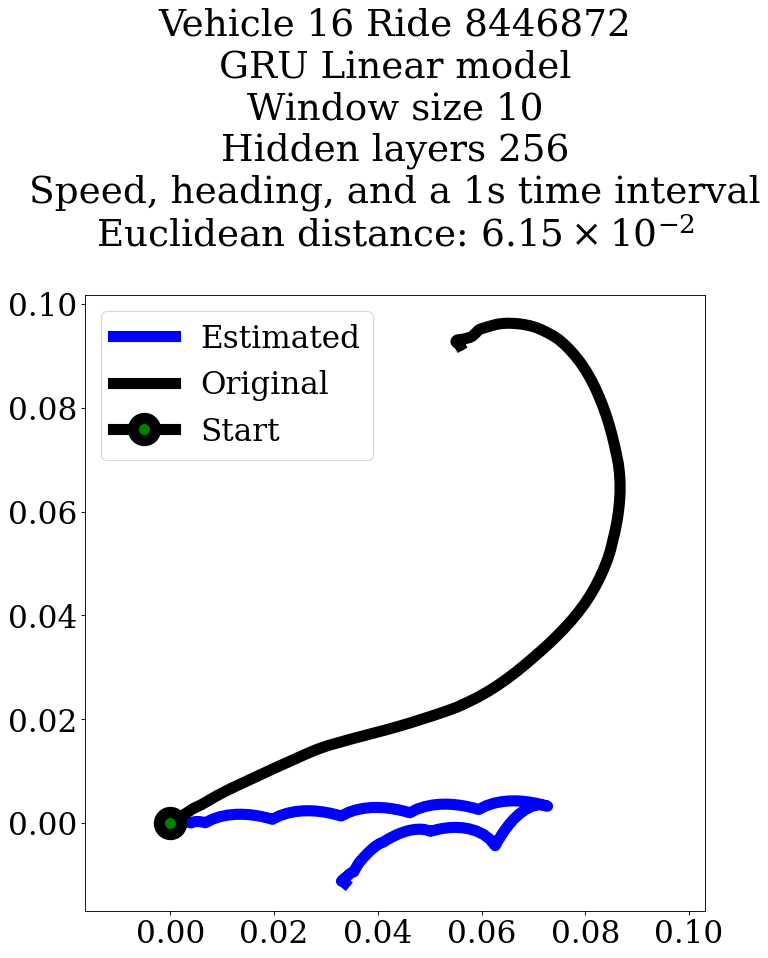 Vehicle 16 Ride 8446872
GRU Linear model
Window size 10
Hidden layers 256
Speed, heading, and a 1s time interval
Euclidean distance: 6.15 × 10⁻²
0.10
0.08
0.06
0.04
0.02
0.00
Estimated
Original
Start
0.00 0.02 0.04 0.06 0.08 0.10